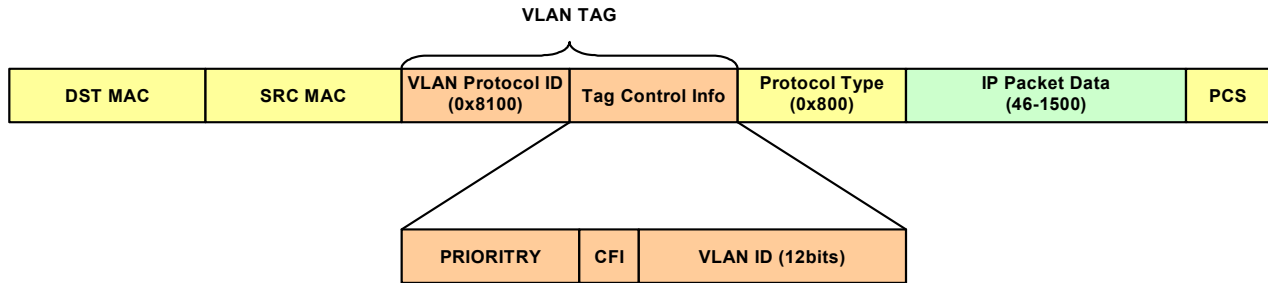 VLAN TAG
DST MAC
SRC MAC
VLAN Protocol ID
(0x8100)
Tag Control Info
Protocol Type
(0x800)
IP Packet Data
(46-1500)
PCS
PRIORITRY
CFI
VLAN ID (12bits)